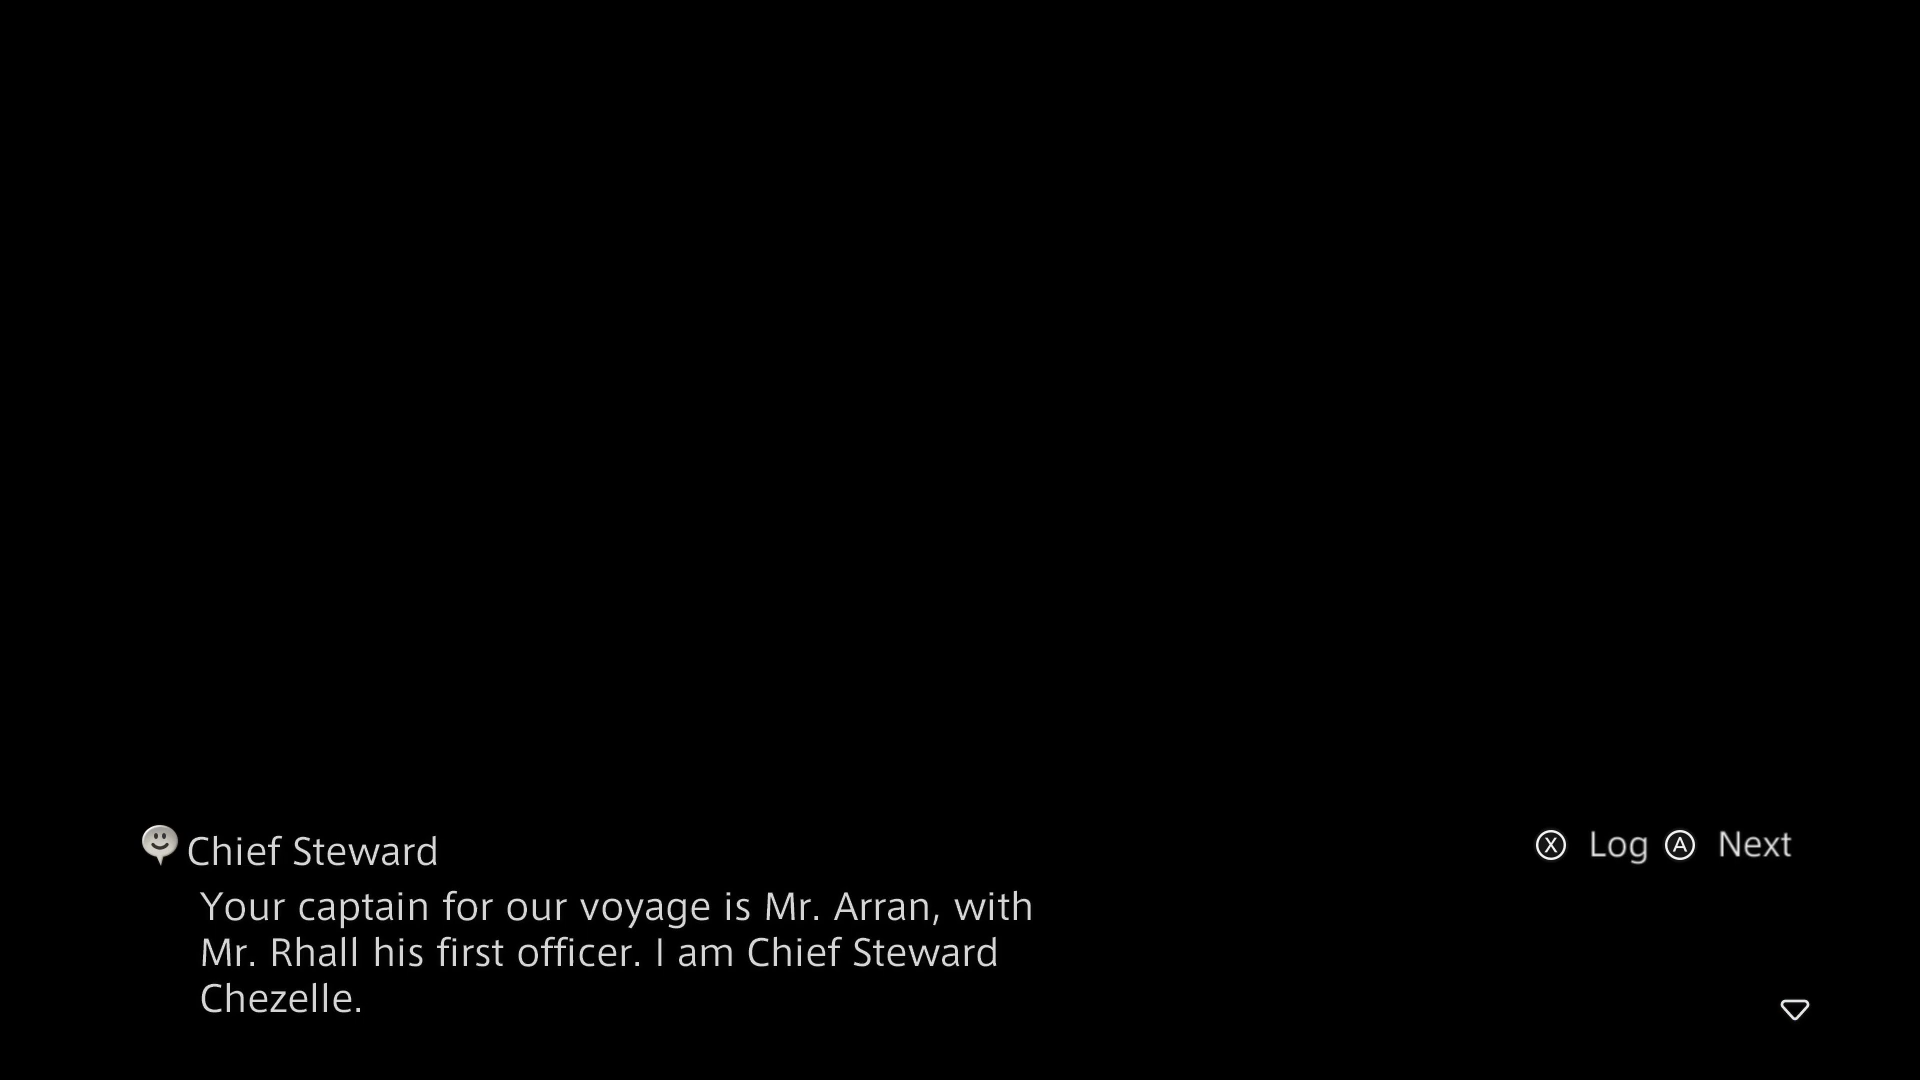 Chief Steward
Ⓧ Log Ⓐ Next
Your captain for our voyage is Mr. Arran, with
Mr. Rhall his first officer. I am Chief Steward
Chezelle.